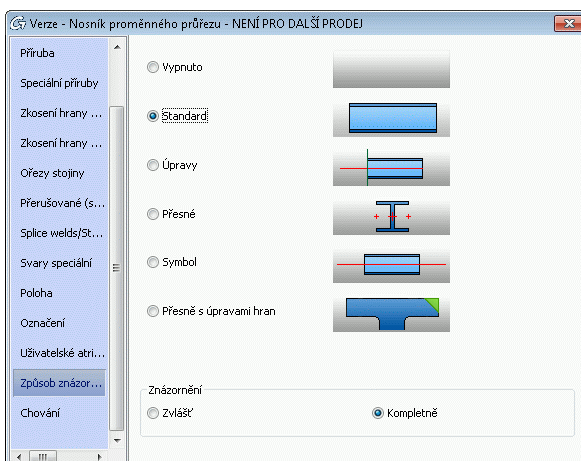 Verze - Nosník proměnného průřezu - NENÍ PRO DALŠÍ PRODEJ
Příruba
Speciální příruby
Zkosení hrany ...
Zkosení hrany ...
Ořezy stojiny
Přerušované (s...
Splice welds/St...
Svary speciální
Poloha
Označení
Uživatelské atri...
Způsob znázor...
Chování
Vypnuto
Standard
Úpravy
Přesné
Symbol
Přesně s úpravami hran
Znázornění
Zvlášť
Kompletně